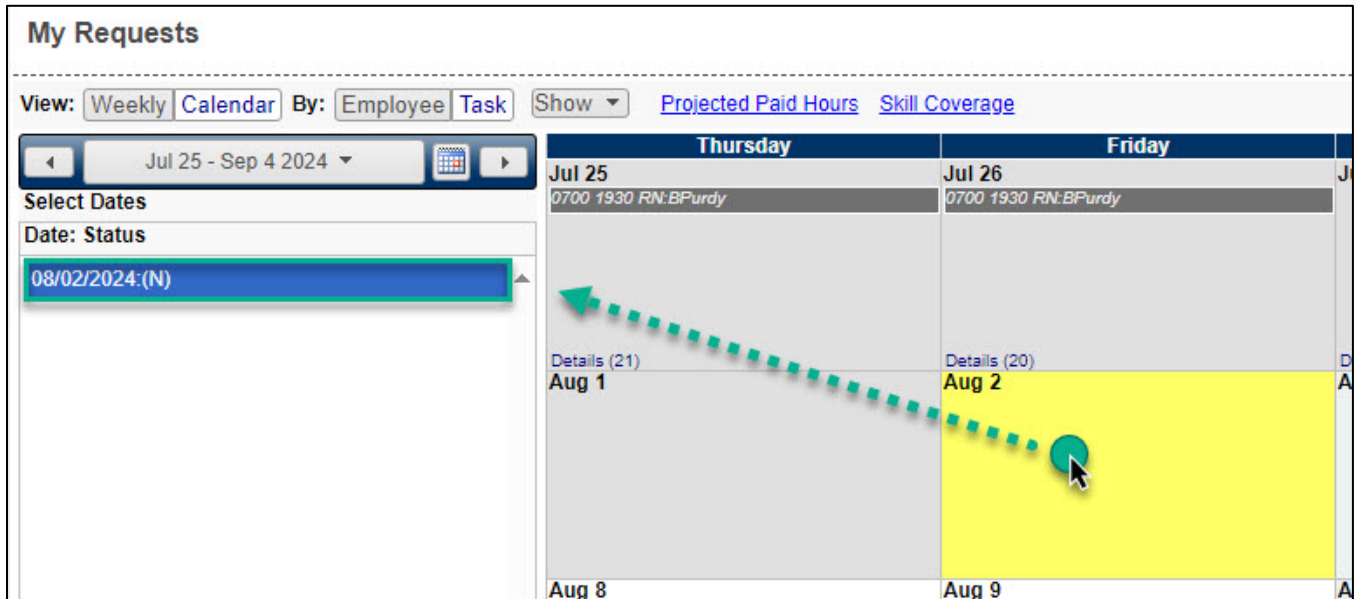 My Requests
View: Weekly Calendar By: Employee Task Show Projected Paid Hours Skill Coverage
Jul 25 - Sep 4 2024
Select Dates
Date: Status
08/02/2024:(N)
Thursday Friday
Jul 25 Jul 26
0700 1930 RN:BPurdy 0700 1930 RN:BPurdy
Details (21) Details (20)
Aug 1 Aug 2
Aug 8 Aug 9